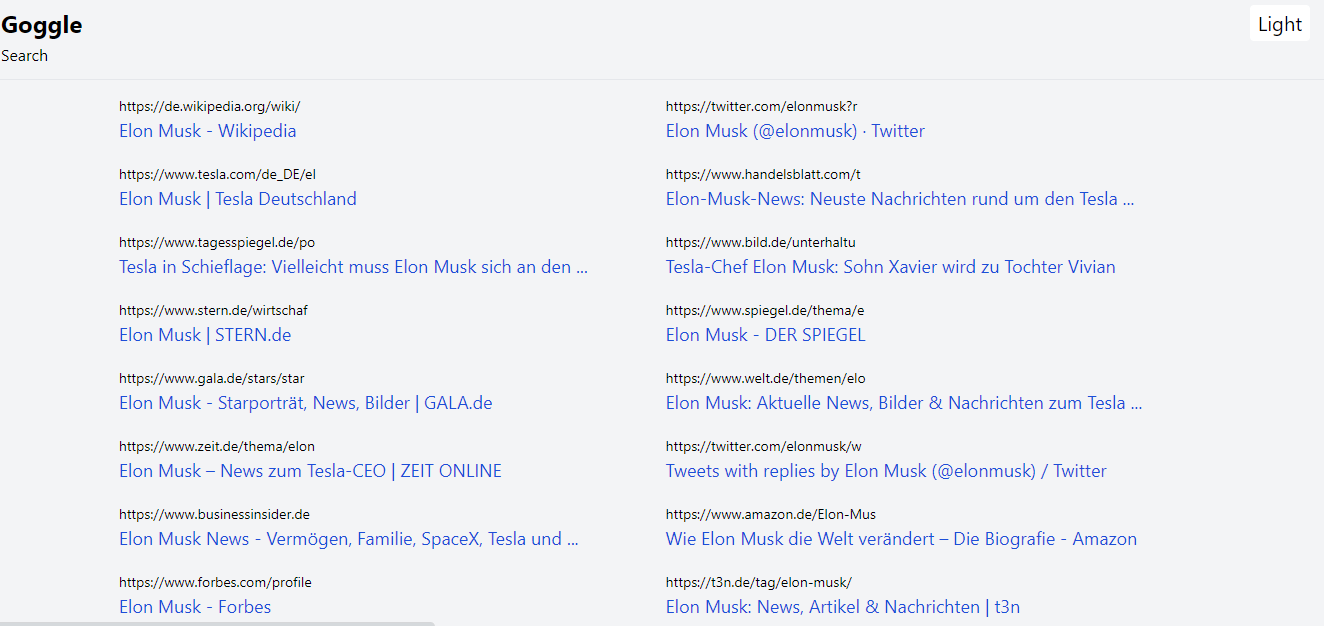 Goggle
Light
Search
https://de.wikipedia.org/wiki/
Elon Musk - Wikipedia
https://twitter.com/elonmusk?r
Elon Musk (@elonmusk) · Twitter
https://www.tesla.com/de_DE/el
Elon Musk | Tesla Deutschland
https://www.handelsblatt.com/t
Elon-Musk-News: Neuste Nachrichten rund um den Tesla ...
https://www.tagesspiegel.de/po
Tesla in Schieflage: Vielleicht muss Elon Musk sich an den ...
https://www.bild.de/unterhaltu
Tesla-Chef Elon Musk: Sohn Xavier wird zu Tochter Vivian
https://www.stern.de/wirtschaf
Elon Musk | STERN.de
https://www.spiegel.de/thema/e
Elon Musk - DER SPIEGEL
https://www.gala.de/stars/star
Elon Musk - Starporträt, News, Bilder | GALA.de
https://www.welt.de/themen/elo
Elon Musk: Aktuelle News, Bilder & Nachrichten zum Tesla ...
https://www.zeit.de/thema/elon
Elon Musk – News zum Tesla-CEO | ZEIT ONLINE
https://twitter.com/elonmusk/w
Tweets with replies by Elon Musk (@elonmusk) / Twitter
https://www.businessinsider.de
Elon Musk News - Vermögen, Familie, SpaceX, Tesla und ...
https://www.amazon.de/Elon-Mus
Wie Elon Musk die Welt verändert – Die Biografie - Amazon
https://www.forbes.com/profile
Elon Musk - Forbes
https://t3n.de/tag/elon-musk/
Elon Musk: News, Artikel & Nachrichten | t3n